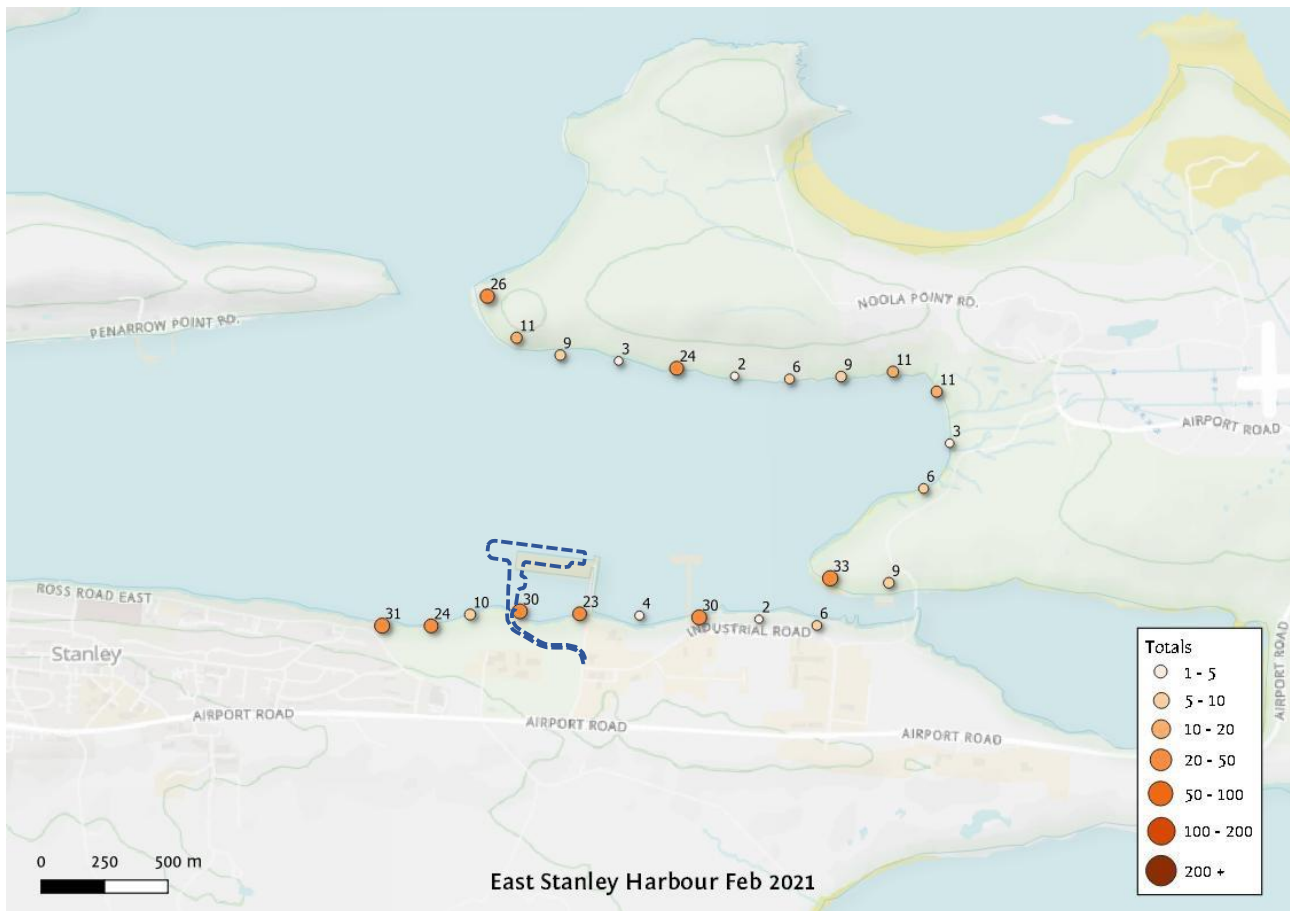 26
11
9
3
24
2
6
9
11
11
3
6
33
9
31
24
10
30
23
4
30
2
6
NOOLA POINT RD.
PENARROW POINT RD.
AIRPORT ROAD
ROSS ROAD EAST
Stanley
INDUSTRIAL ROAD
AIRPORT ROAD
AIRPORT ROAD
AIRPORT ROAD
AIRPORT ROAD
Totals
1 - 5
5 - 10
10 - 20
20 - 50
50 - 100
100 - 200
200 +
0 250 500 m
East Stanley Harbour Feb 2021